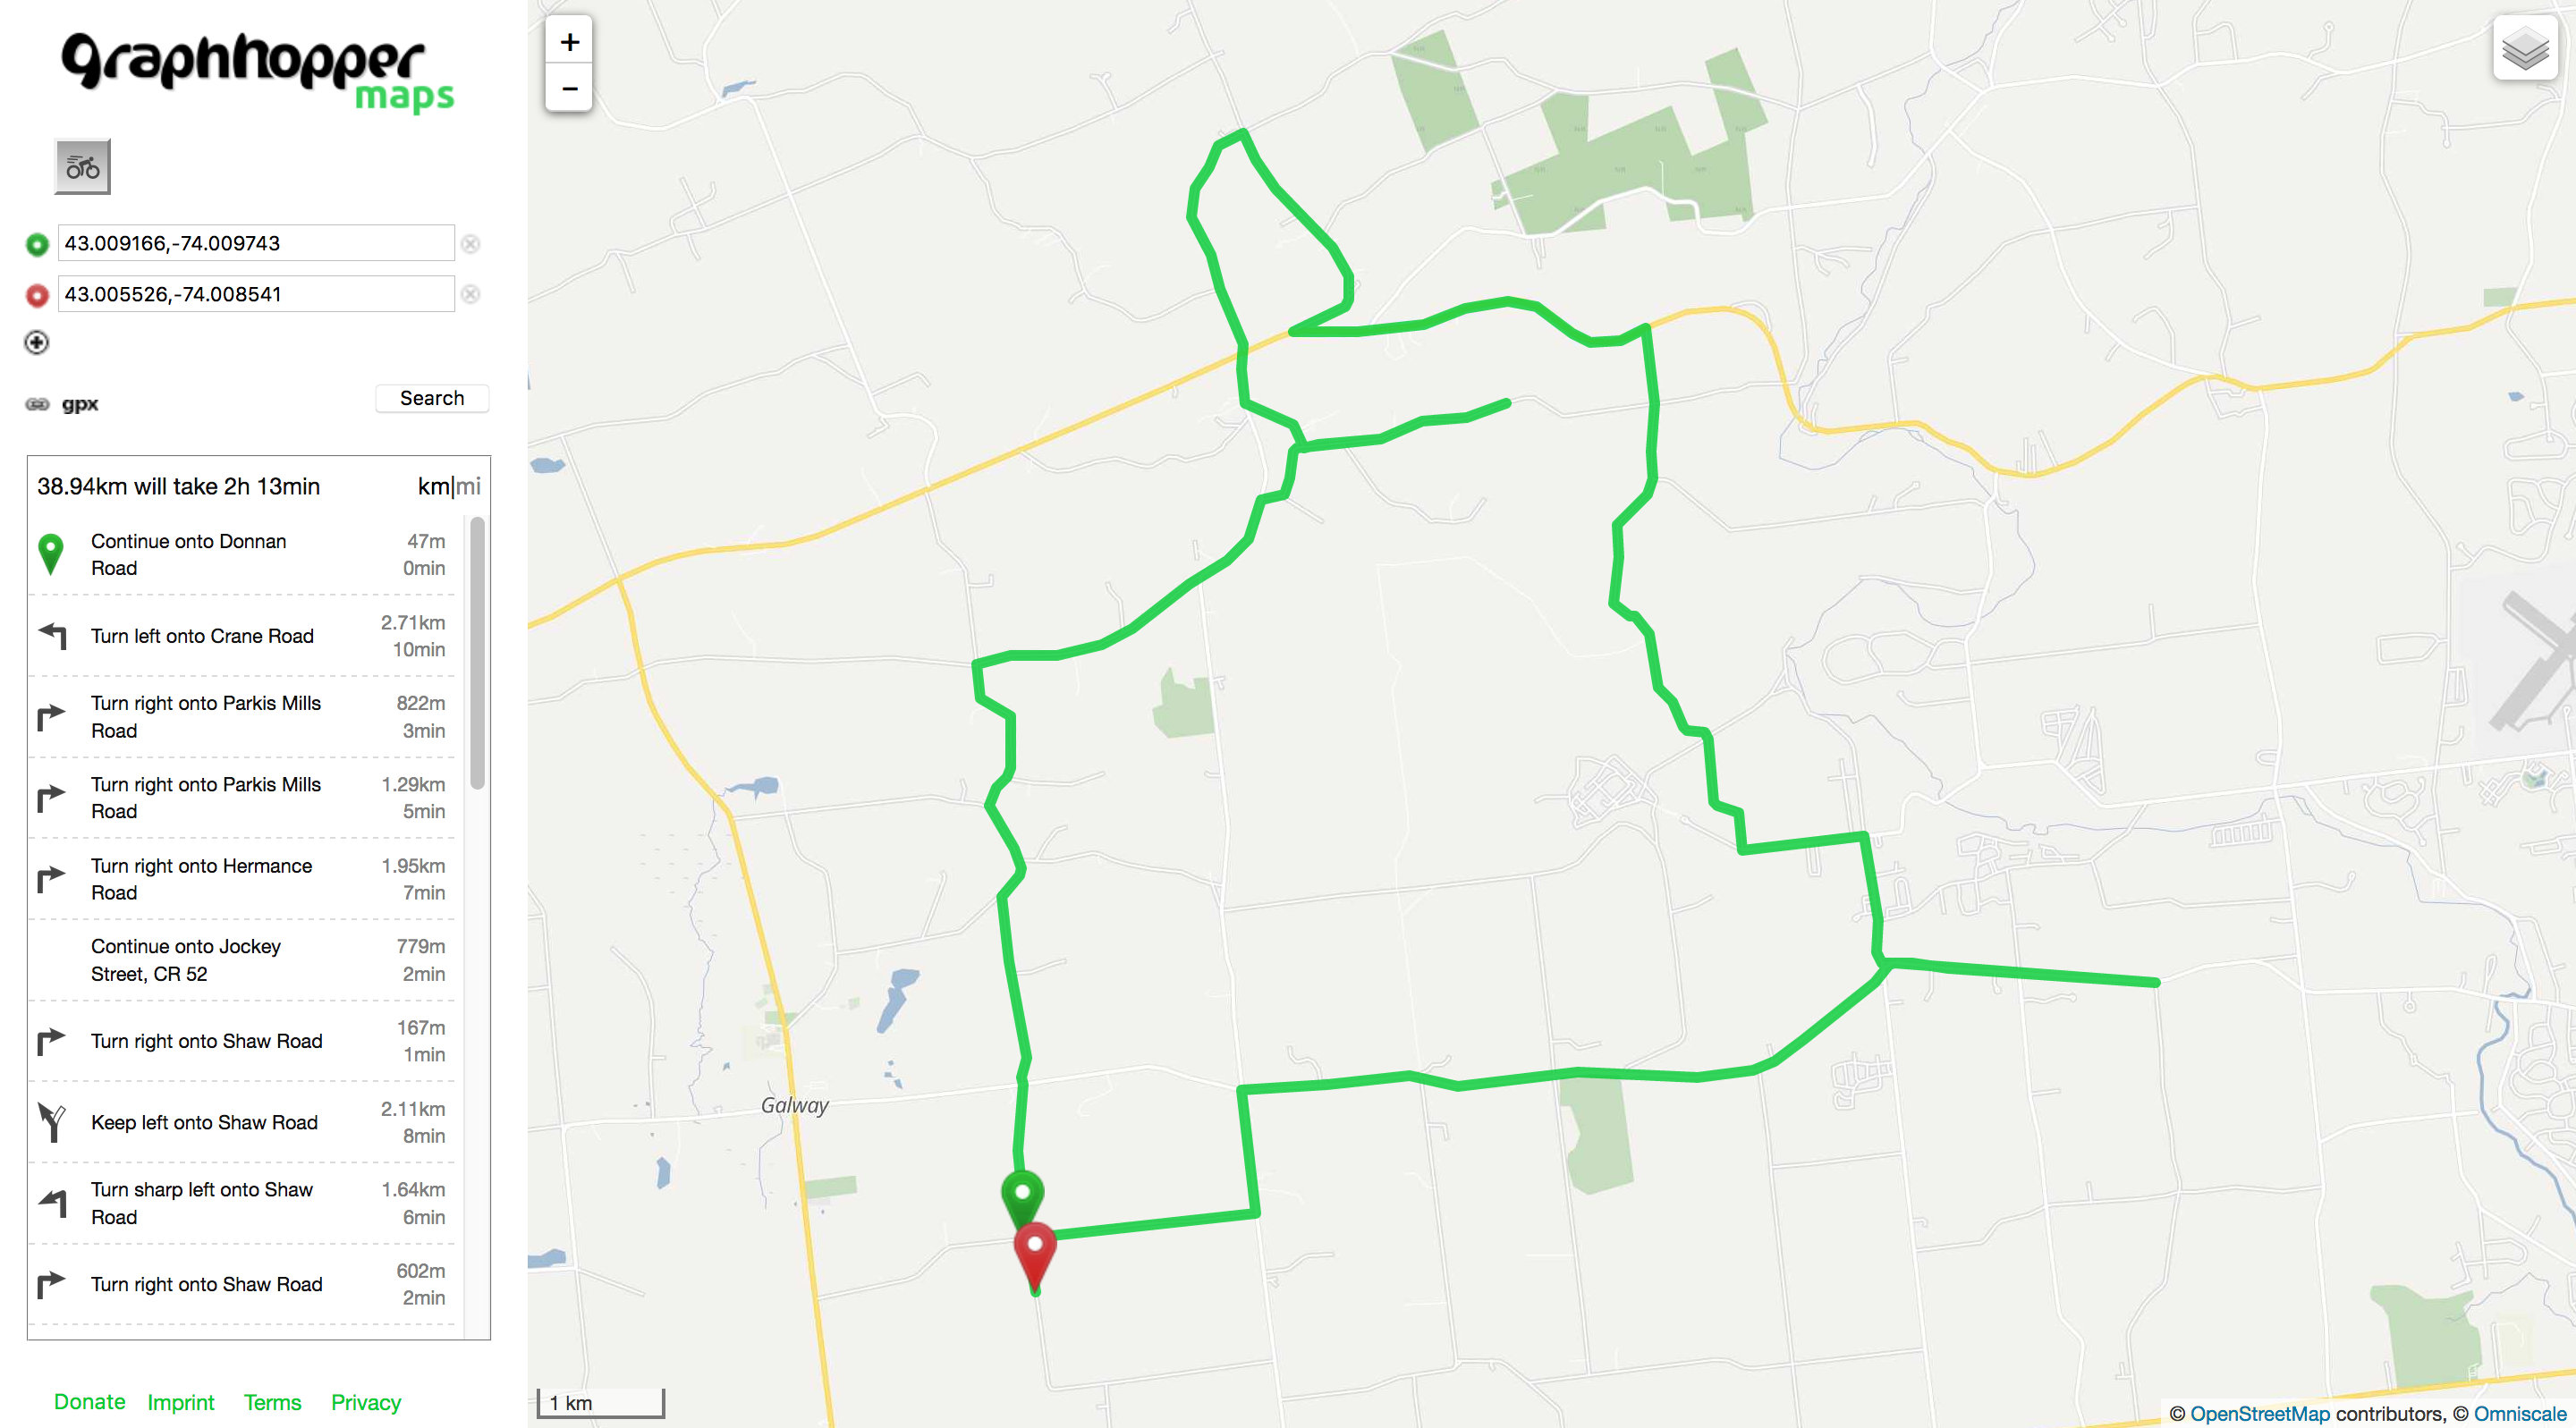 graphhopper
maps
43.009166,-74.009743
43.005526,-74.008541
gpx
Search
38.94km will take 2h 13min
km|mi
Continue onto Donnan
Road
47m
0min
Turn left onto Crane Road
2.71km
10min
Turn right onto Parkis Mills
Road
822m
3min
Turn right onto Parkis Mills
Road
1.29km
5min
Turn right onto Hermance
Road
1.95km
7min
Continue onto Jockey
Street, CR 52
779m
2min
Turn right onto Shaw Road
167m
1min
Keep left onto Shaw Road
2.11km
8min
Turn sharp left onto Shaw
Road
1.64km
6min
Turn right onto Shaw Road
602m
2min
Donate Imprint Terms Privacy
+
−
Galway
1 km
© OpenStreetMap contributors, © Omniscale